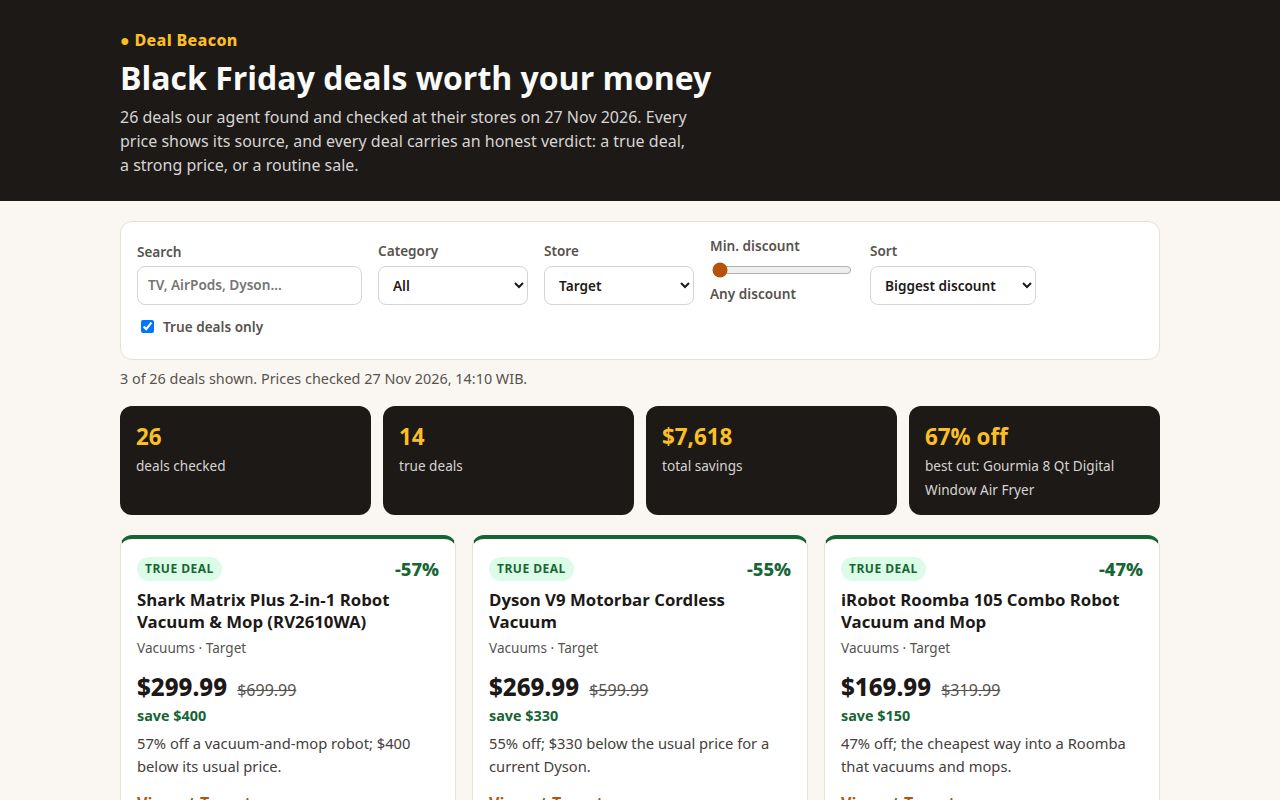 ● Deal Beacon
Black Friday deals worth your money
26 deals our agent found and checked at their stores on 27 Nov 2026. Every
price shows its source, and every deal carries an honest verdict: a true deal,
a strong price, or a routine sale.
Search
Category
Store
Min. discount
Sort
TV, AirPods, Dyson...
All
Target
Any discount
Biggest discount
True deals only
3 of 26 deals shown. Prices checked 27 Nov 2026, 14:10 WIB.
26
deals checked
14
true deals
$7,618
total savings
67% off
best cut: Gourmia 8 Qt Digital
Window Air Fryer
TRUE DEAL
-57%
Shark Matrix Plus 2-in-1 Robot
Vacuum & Mop (RV2610WA)
Vacuums · Target
$299.99 $699.99
save $400
57% off a vacuum-and-mop robot; $400
below its usual price.
TRUE DEAL
-55%
Dyson V9 Motorbar Cordless
Vacuum
Vacuums · Target
$269.99 $599.99
save $330
55% off; $330 below the usual price for a
current Dyson.
TRUE DEAL
-47%
iRobot Roomba 105 Combo Robot
Vacuum and Mop
Vacuums · Target
$169.99 $319.99
save $150
47% off; the cheapest way into a Roomba
that vacuums and mops.